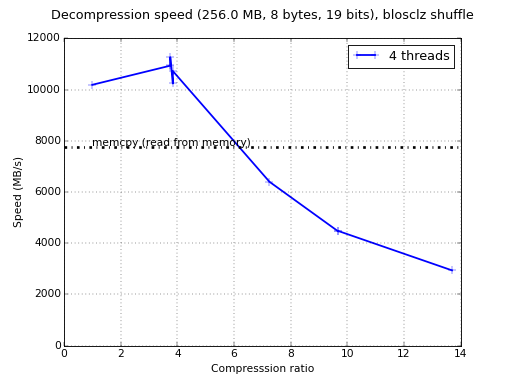 Decompression speed (256.0 MB, 8 bytes, 19 bits), blosclz shuffle
12000
10000
8000
6000
4000
2000
0
Speed (MB/s)
4 threads
memcpy (read from memory)
0 2 4 6 8 10 12 14
Compresssion ratio